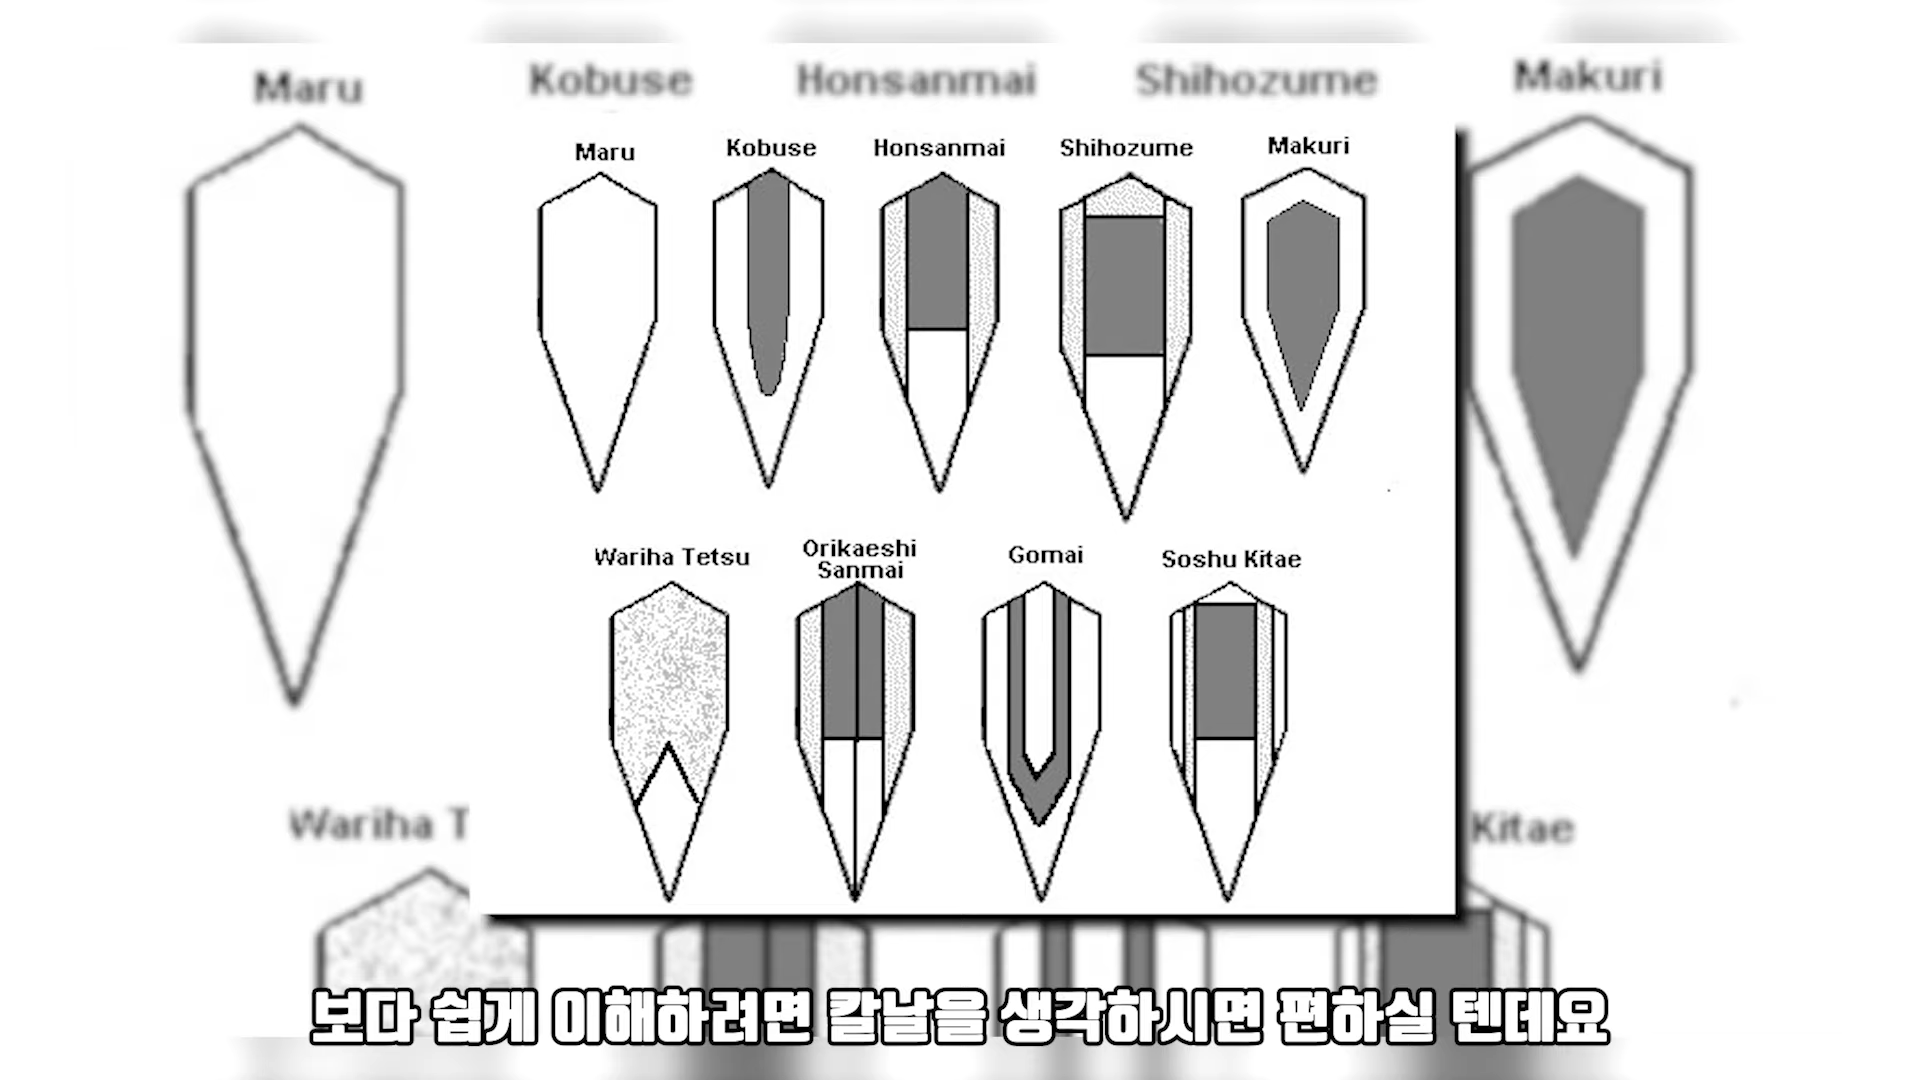 Maru Kobuse Honsanmai Shihozume Makuri
Maru Kobuse Honsanmai Shihozume Makuri
Wariha Tetsu Orikaeshi Sanmai Gomai Soshu Kitae
Wariha T Kitae
보다 쉽게 이해하려면 칼날을 생각하시면 편하실 텐데요